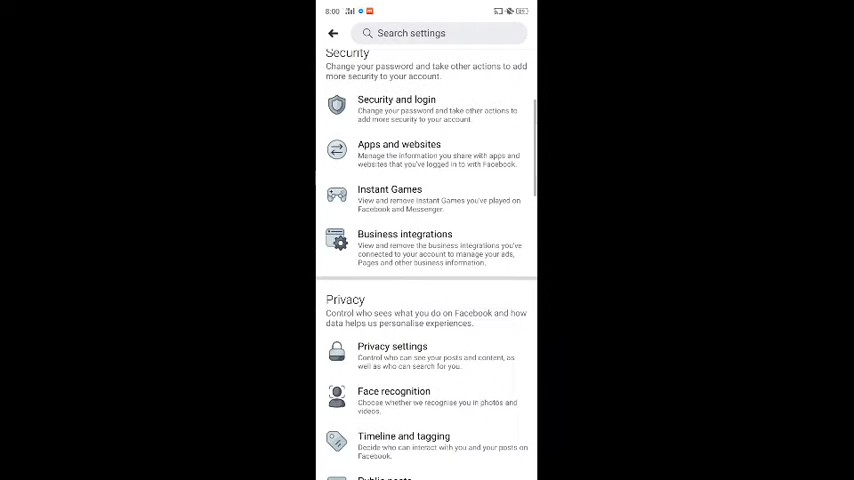 8:00
Search settings
Security
Change your password and take other actions to add
more security to your account.
Security and login
Change your password and take other actions to
add more security to your account.
Apps and websites
Manage the information you share with apps and
websites that you've logged in to with Facebook.
Instant Games
View and remove Instant Games you've played on
Facebook and Messenger.
Business integrations
View and remove the business integrations you've
connected to your account to manage your ads,
Pages and other business information.
Privacy
Control who sees what you do on Facebook and how
data helps us personalise experiences.
Privacy settings
Control who can see your posts and content, as
well as who can search for you.
Face recognition
Choose whether we recognise you in photos and
videos.
Timeline and tagging
Decide who can interact with you and your posts on
Facebook.
Public posts